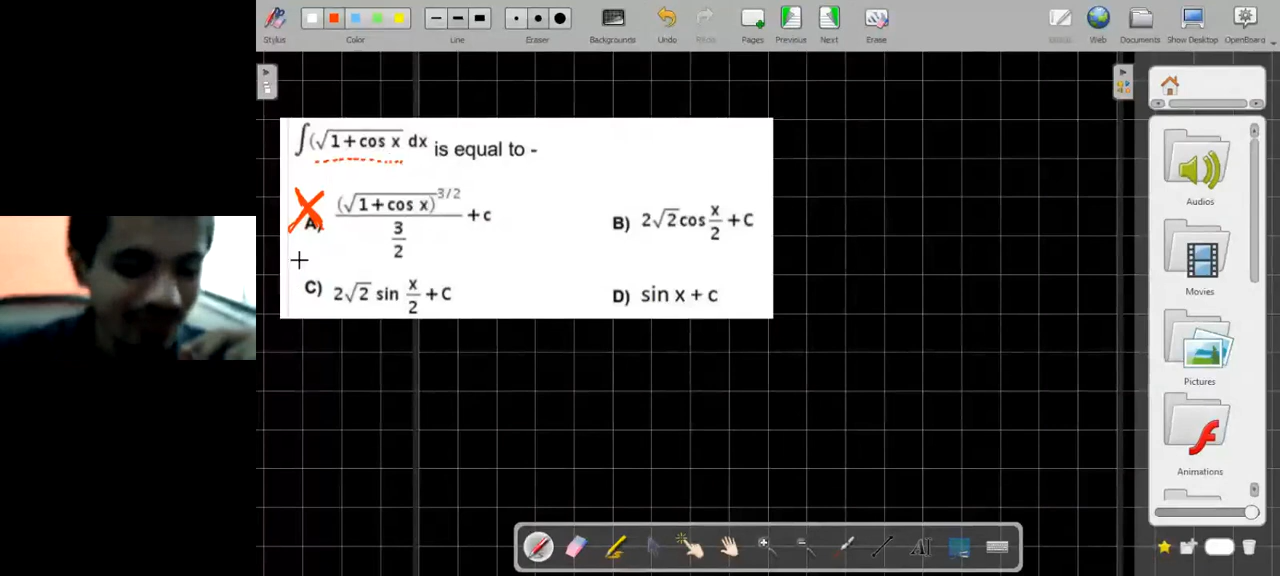 Stylus Color Line Eraser Backgrounds Undo Pages Previous Next Erase Web Documents Show Desktop OpenBoard
∫(√1+cos x dx is equal to -
A) (√1+cos x)^3/2 / 3/2 +c
B) 2√2 cos x/2 +C
C) 2√2 sin x/2 +C
D) sin x + c
Audios
Movies
Pictures
Animations